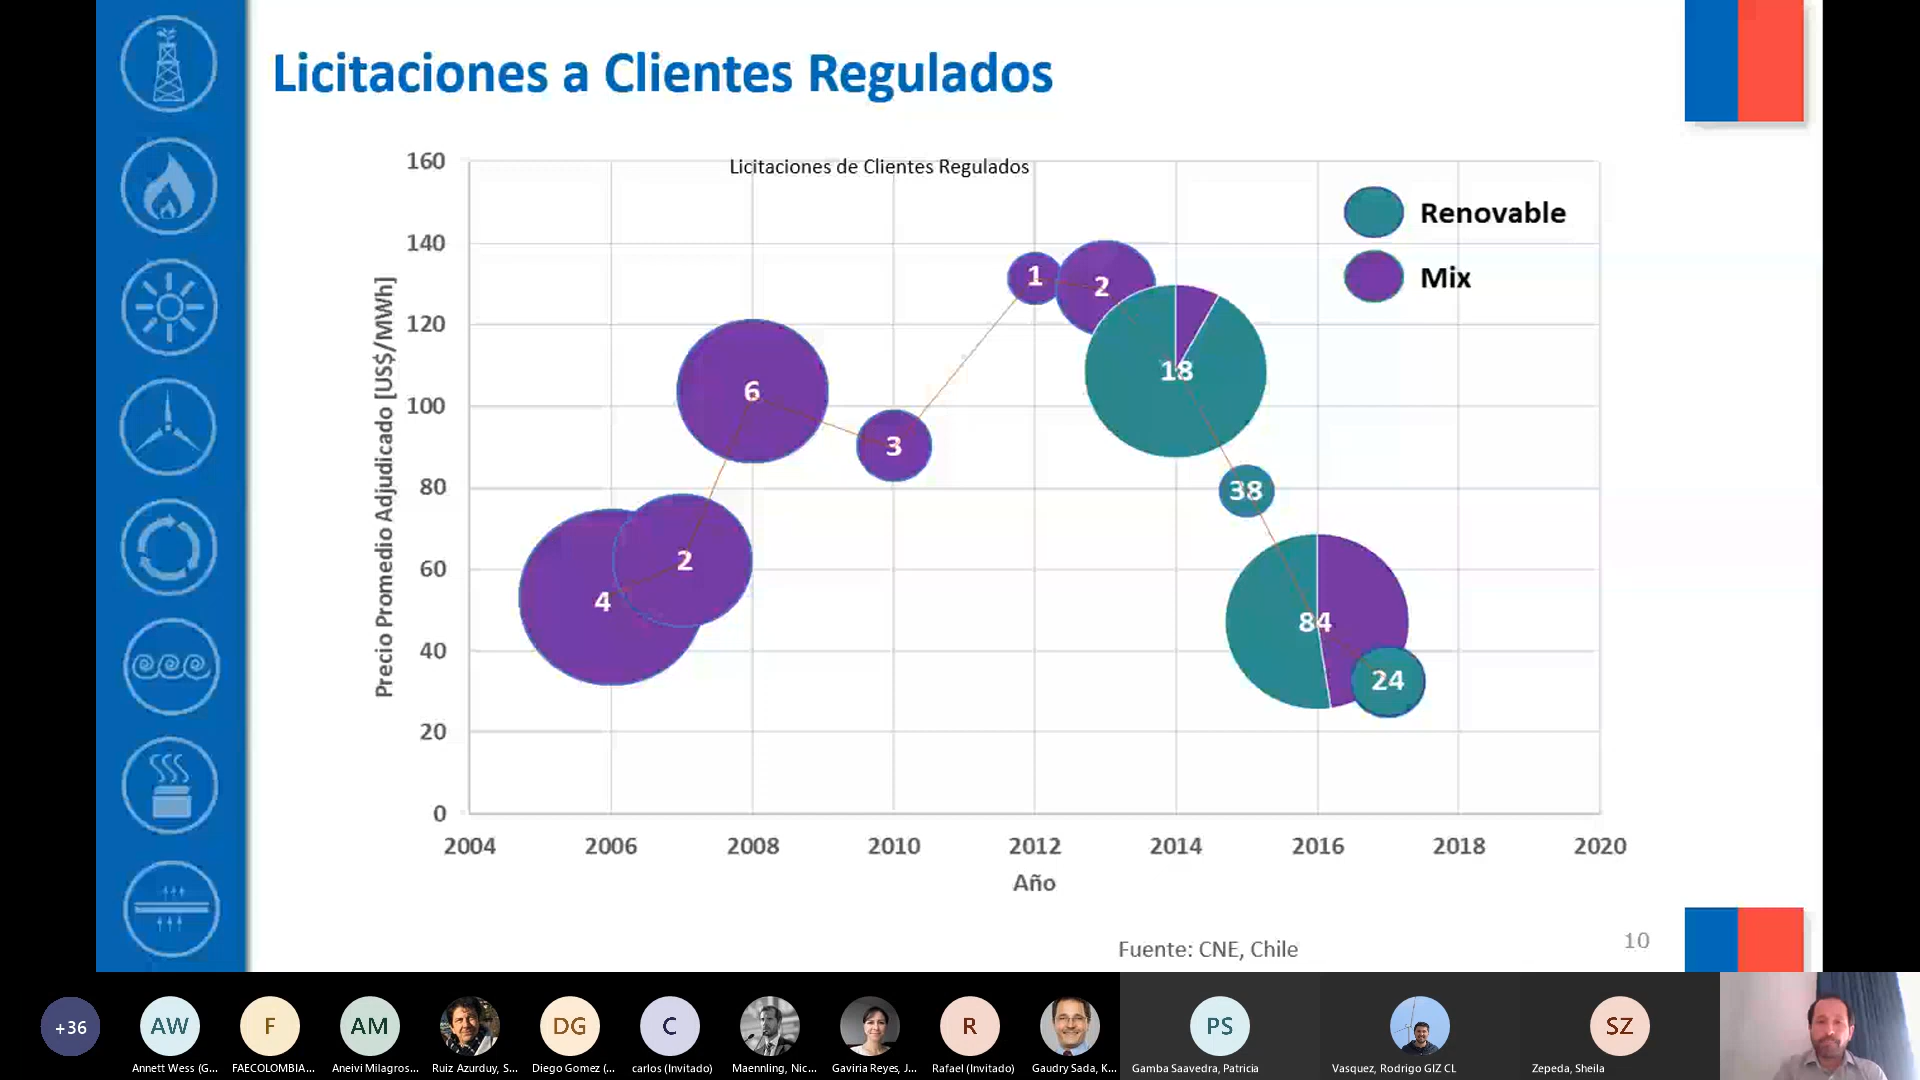 Licitaciones a Clientes Regulados
Licitaciones de Clientes Regulados
Renovable
Mix
Precio Promedio Adjudicado [US$/MWh]
160
140
120
100
80
60
40
20
0
1
2
6
18
3
38
2
4
84
24
2004 2006 2008 2010 2012 2014 2016 2018 2020
Año
Fuente: CNE, Chile
10
+36 AW F AM DG C R PS SZ
Annett Wess (G... FAECOLOMBIA... Aneivi Milagros... Ruiz Azurduy, S... Diego Gomez (... carlos (Invitado) Maennling, Nic... Gaviria Reyes, J... Rafael (Invitado) Gaudry Sada, K... Gamba Saavedra, Patricia Vasquez, Rodrigo GIZ CL Zepeda, Sheila